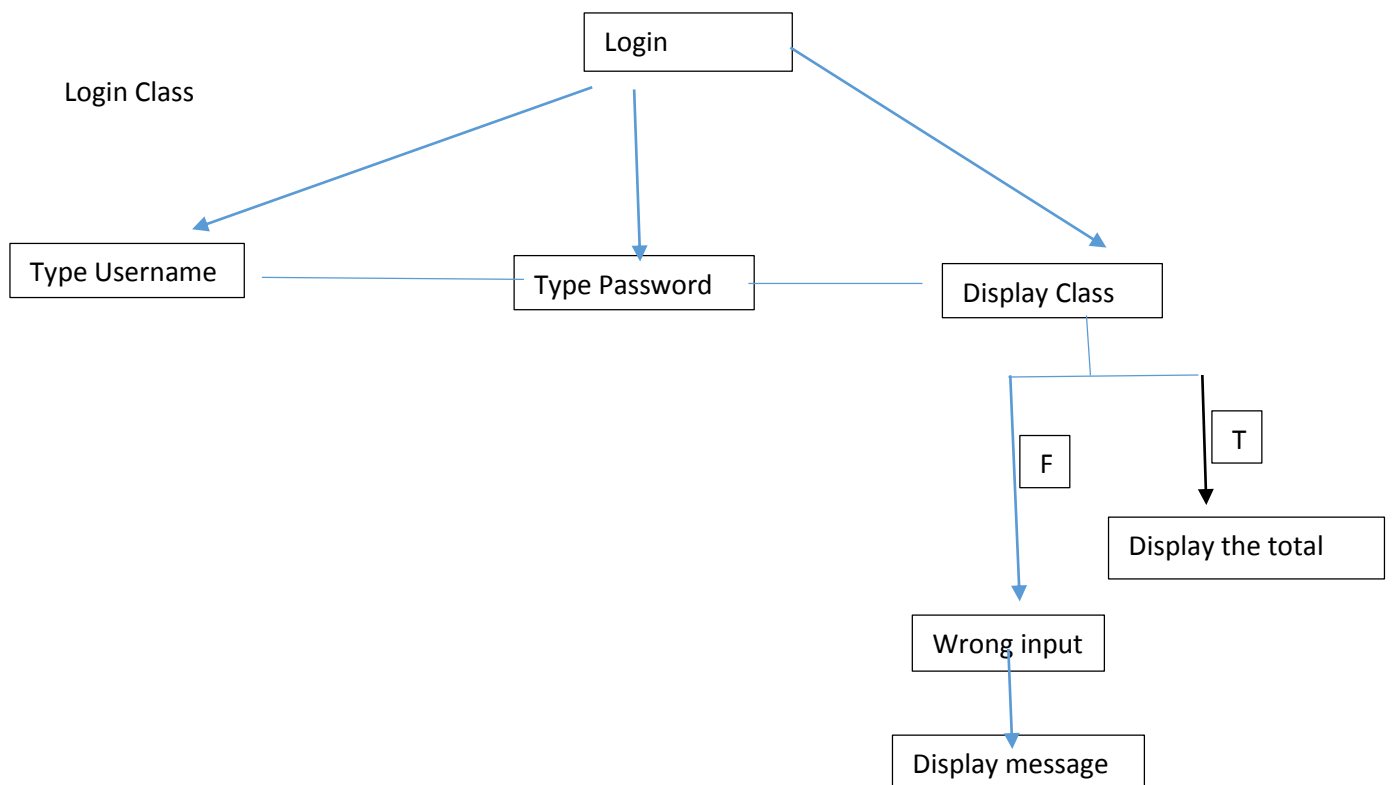 Login
Login Class
Type Username
Type Password
Display Class
F
T
Display the total
Wrong input
Display message